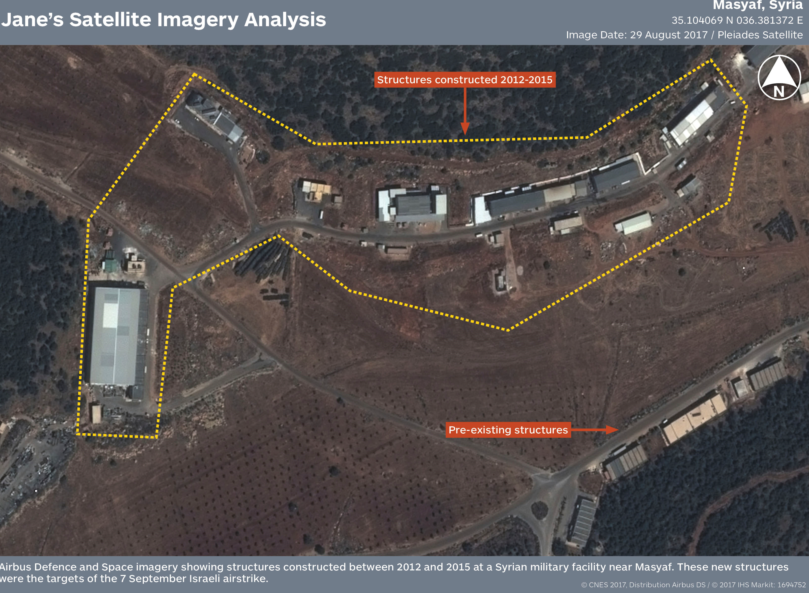 Jane's Satellite Imagery Analysis
Masyaf, Syria
35.104069 N 036.381372 E
Image Date: 29 August 2017 / Pleiades Satellite
Structures constructed 2012-2015
N
Pre-existing structures
Airbus Defence and Space imagery showing structures constructed between 2012 and 2015 at a Syrian military facility near Masyaf. These new structures
were the targets of the 7 September Israeli airstrike.
© CNES 2017, Distribution Airbus DS / © 2017 IHS Markit: 1694752